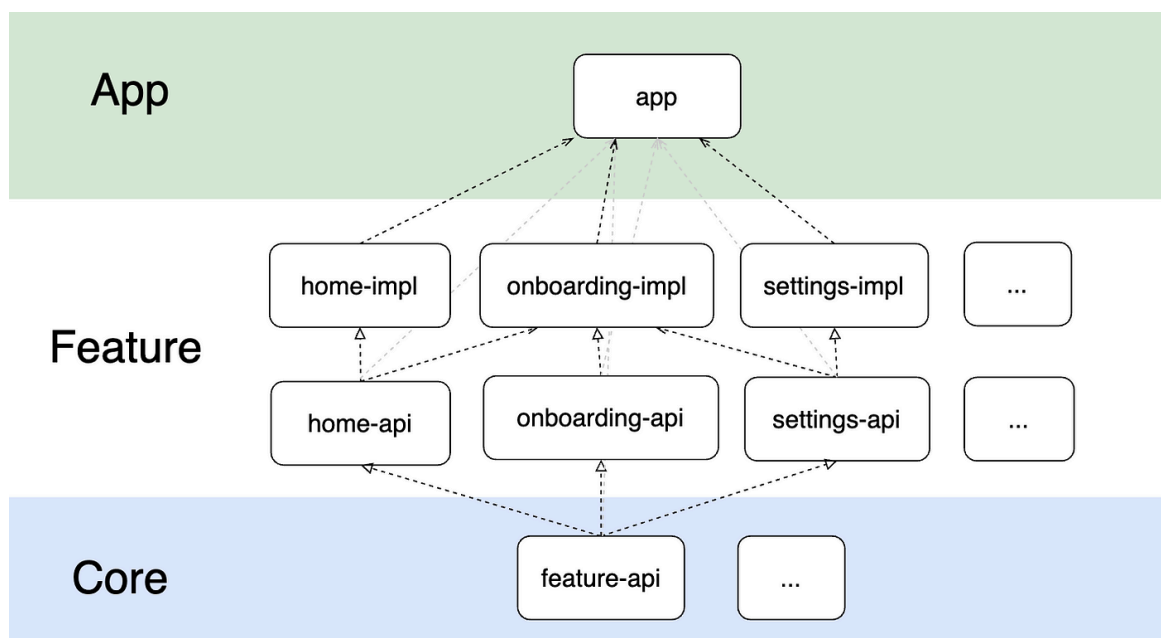 App
app
Feature
home-impl
onboarding-impl
settings-impl
...
home-api
onboarding-api
settings-api
...
Core
feature-api
...